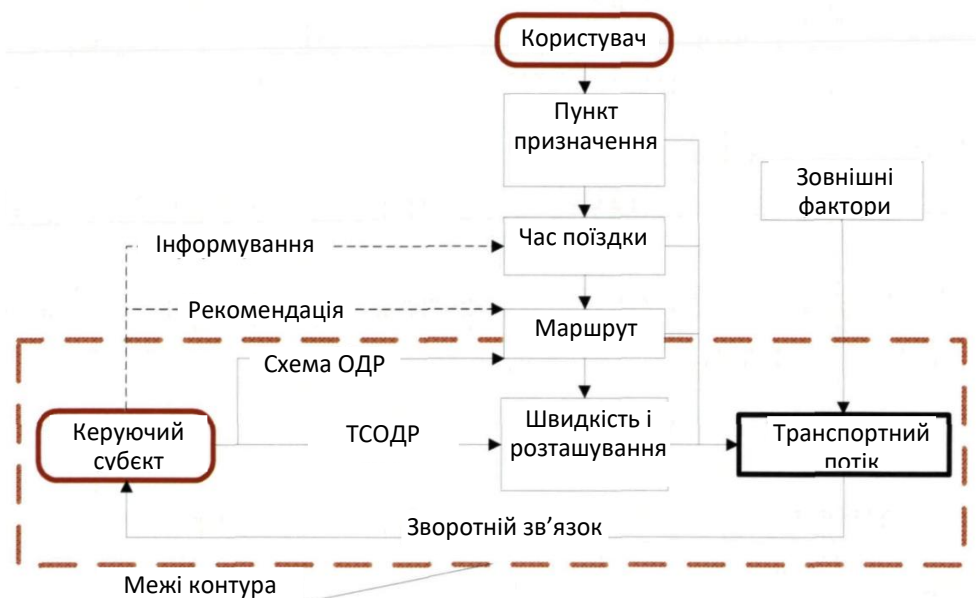 Користувач
Пункт
призначення
Зовнішні
фактори
Інформування
Час поїздки
Рекомендація
Маршрут
Схема ОДР
Керуючий
субєкт
ТСОДР
Швидкість і
розташування
Транспортний
потік
Зворотній зв’язок
Межі контура